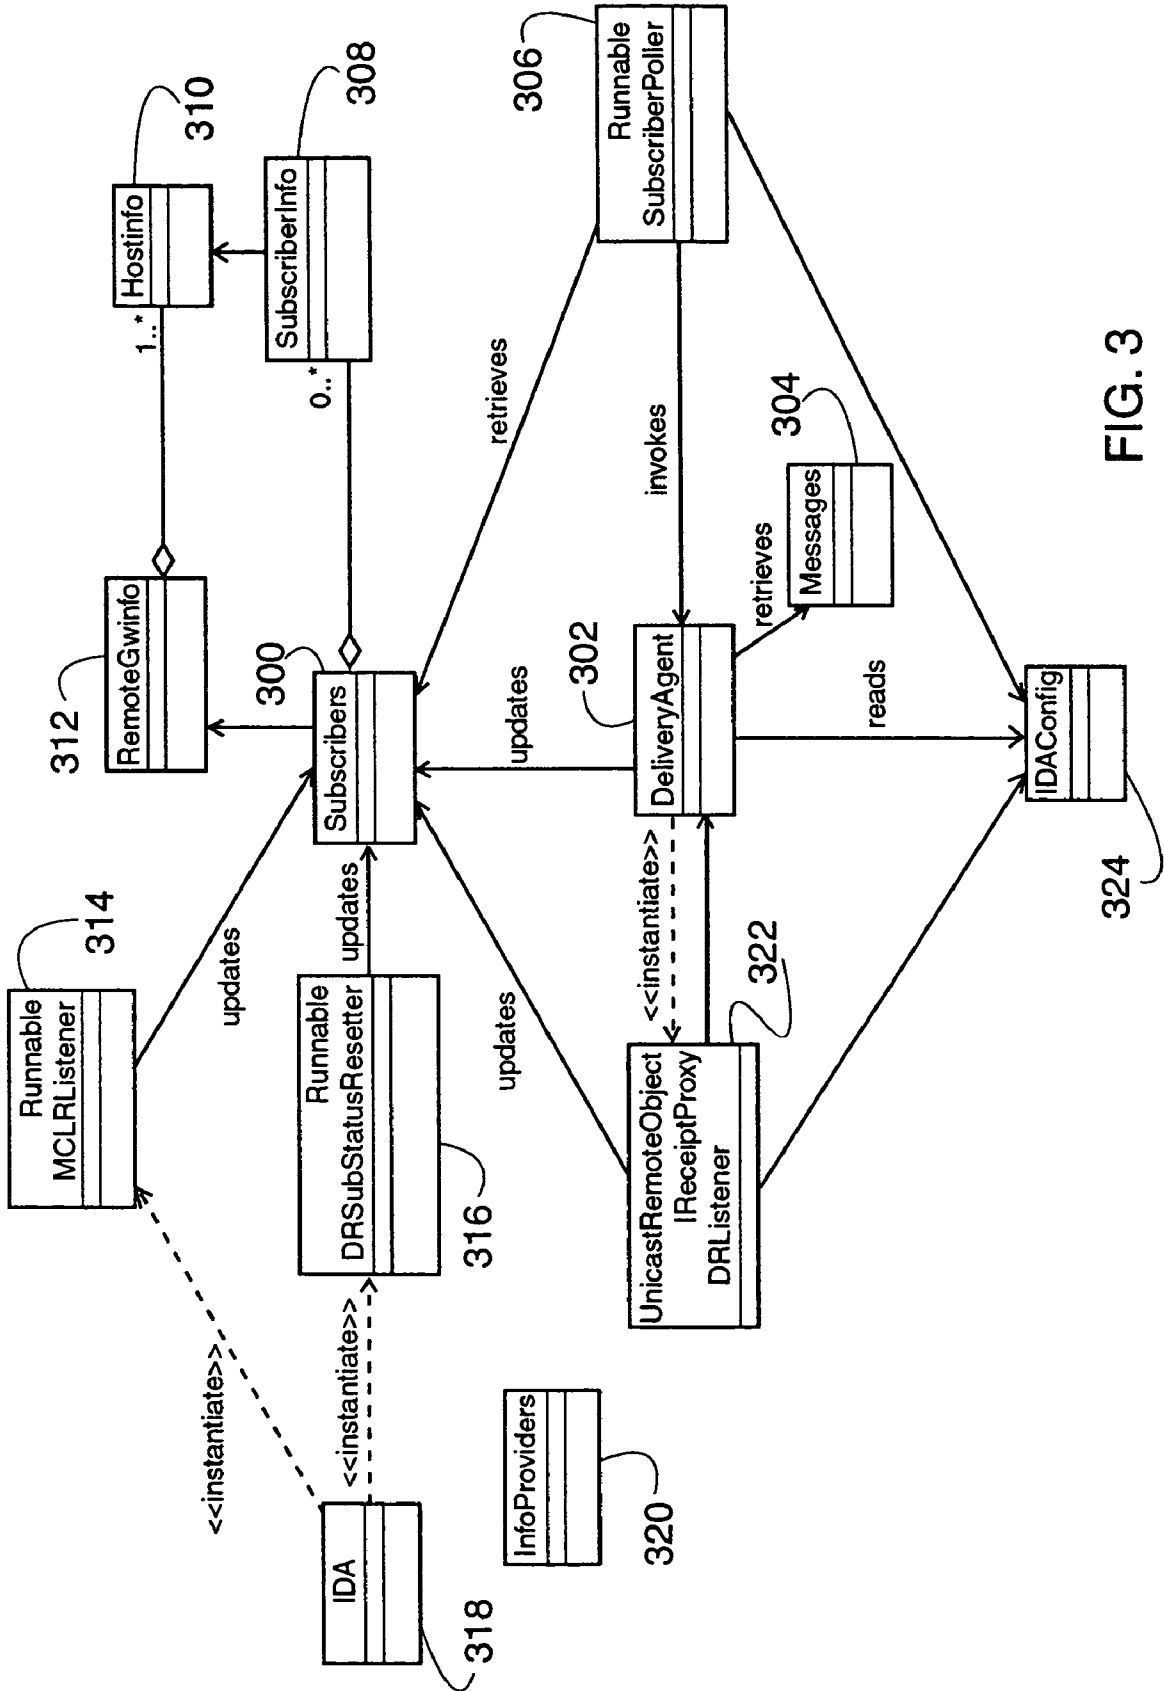 Runnable
MCLRListener
314
updates
<<instantiate>>
IDA
318
<<instantiate>>
Runnable
DRSubStatusResetter
316
updates
InfoProviders
320
RemoteGwinfo
312
1..*
Hostinfo
310
SubscriberInfo
308
0..*
Subscribers
300
updates
updates
retrieves
UnicastRemoteObject
IReceiptProxy
DRListener
322
<<instantiate>>
DeliveryAgent
302
invokes
Runnable
SubscriberPoller
306
retrieves
Messages
304
reads
IDAConfig
324
FIG. 3